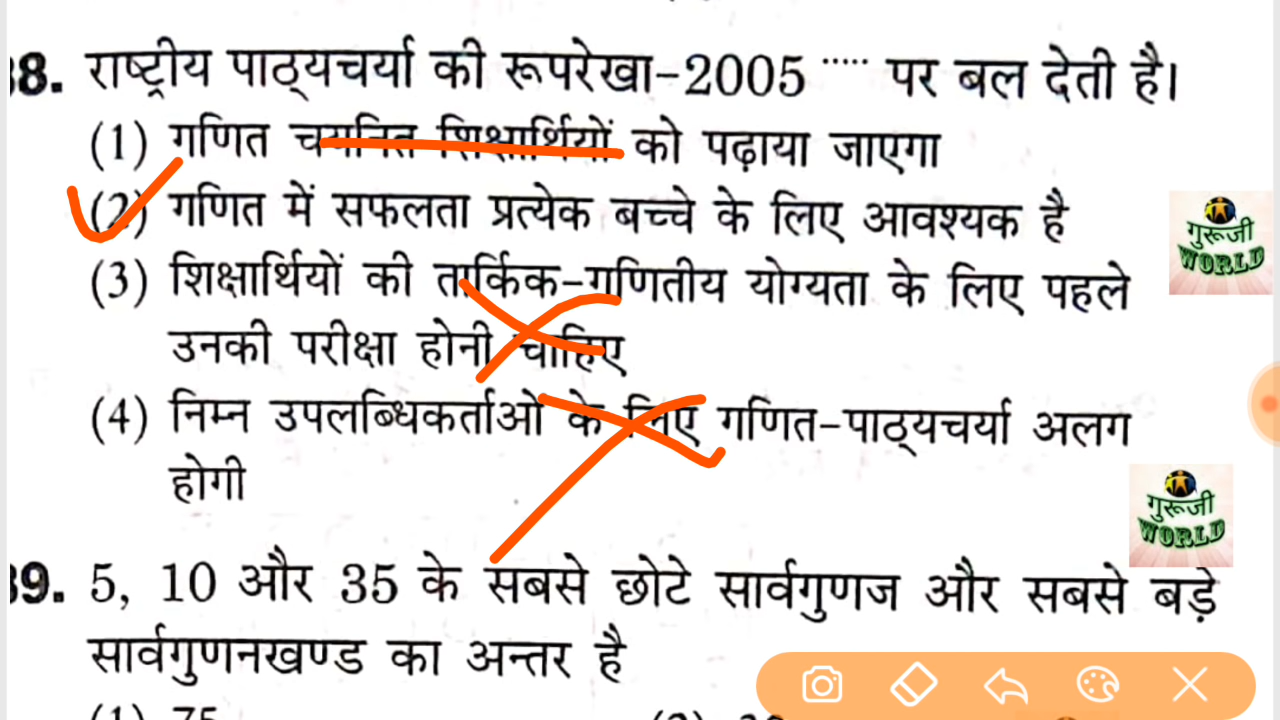 38. राष्ट्रीय पाठ्यचर्या की रूपरेखा-2005 ..... पर बल देती है।
(1) गणित चयनित शिक्षार्थियों को पढ़ाया जाएगा
(2) गणित में सफलता प्रत्येक बच्चे के लिए आवश्यक है
गुरूजी
WORLD
(3) शिक्षार्थियों की तार्किक-गणितीय योग्यता के लिए पहले
उनकी परीक्षा होनी चाहिए
(4) निम्न उपलब्धिकर्ताओं के लिए गणित-पाठ्यचर्या अलग
होगी
गुरूजी
WORLD
39. 5, 10 और 35 के सबसे छोटे सार्वगुणज और सबसे बड़े
सार्वगुणनखण्ड का अन्तर है
(1) 75